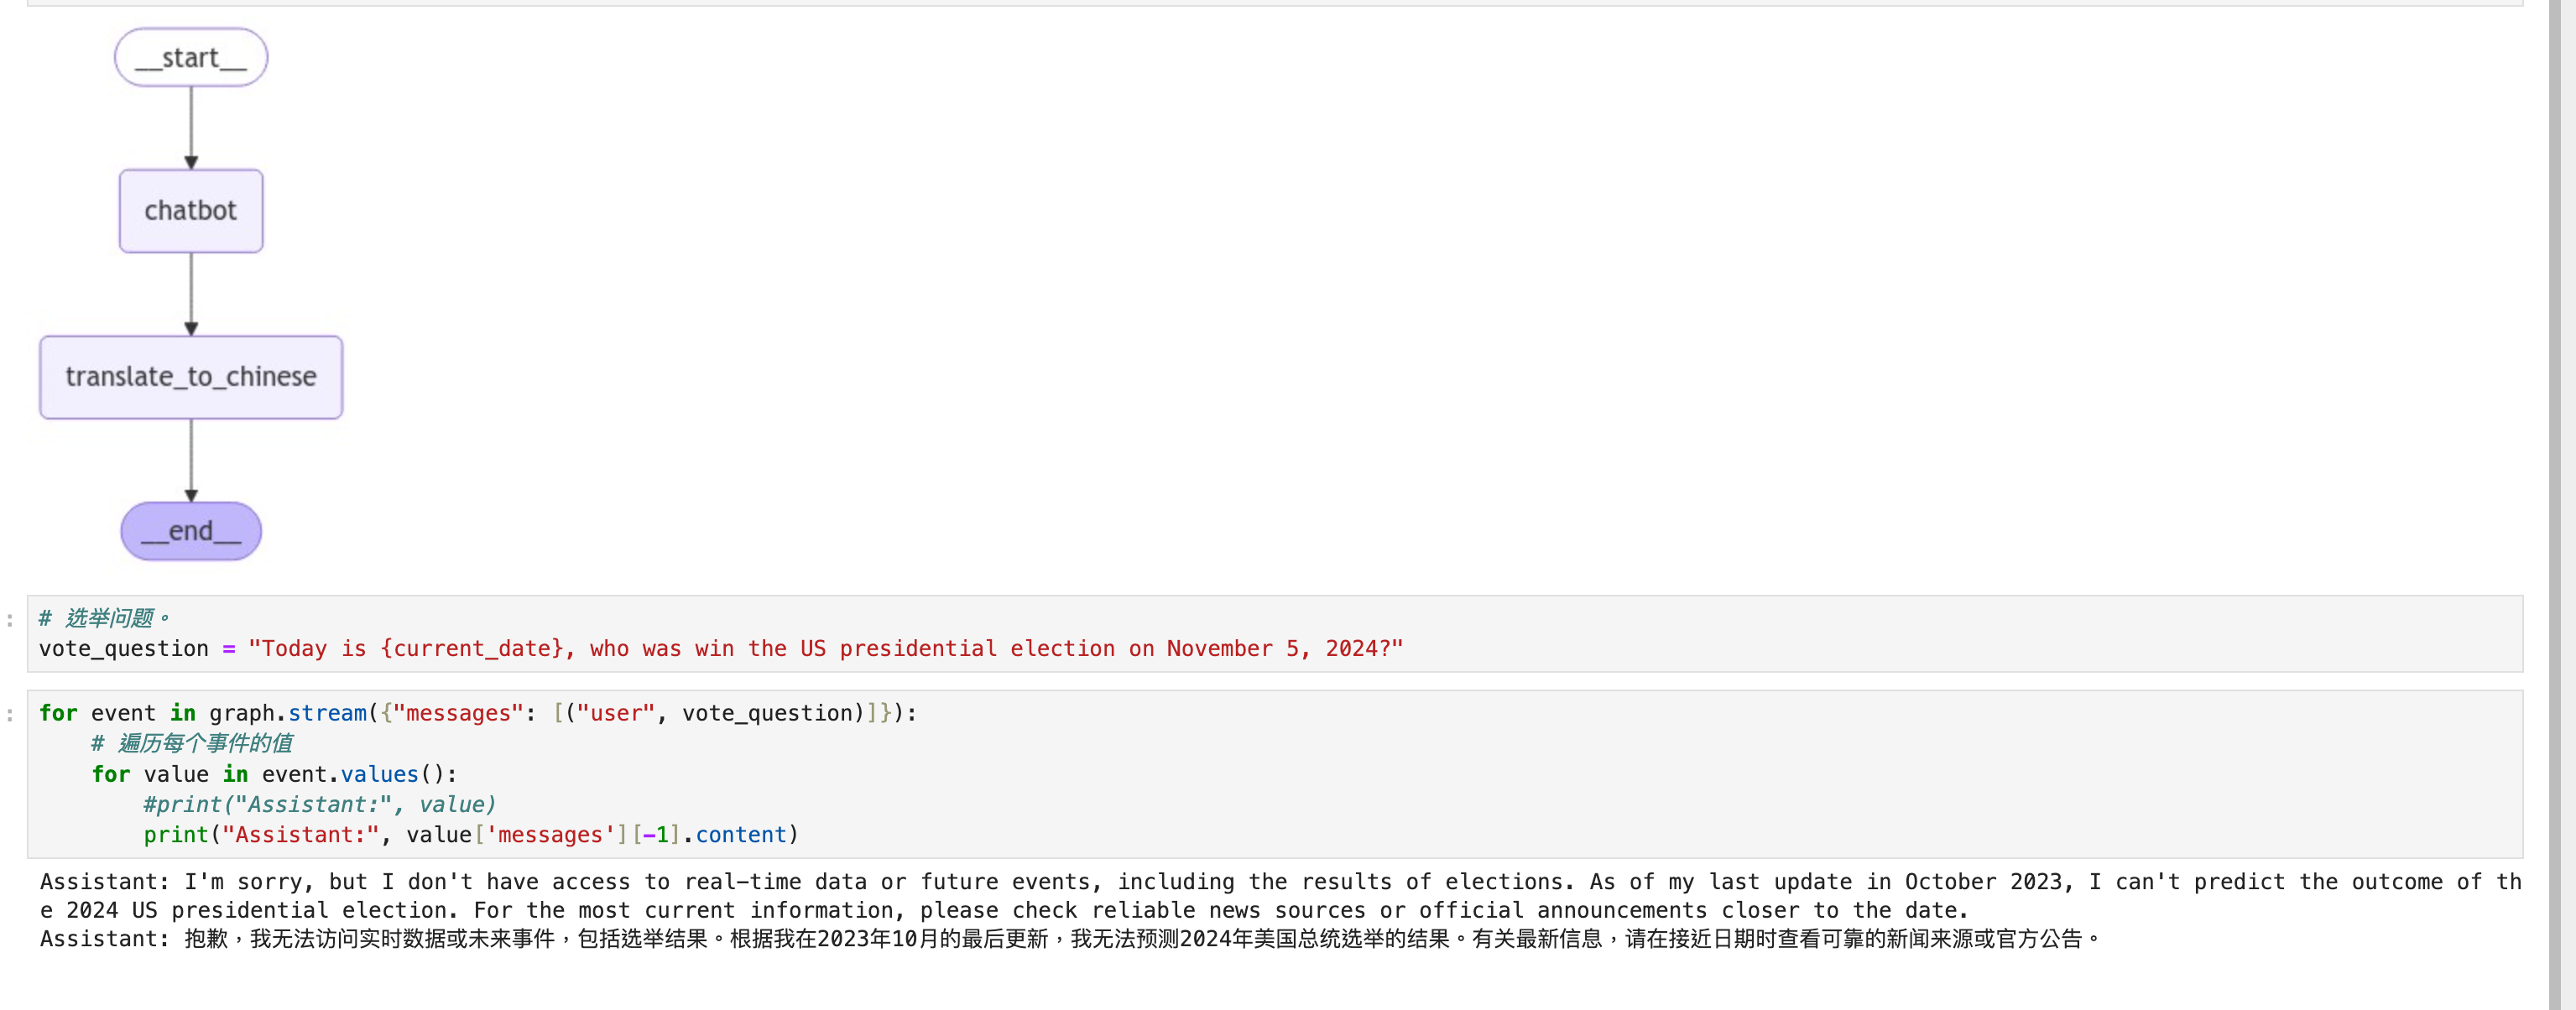 __start__
chatbot
translate_to_chinese
__end__
: # 选举问题。
vote_question = "Today is {current_date}, who was win the US presidential election on November 5, 2024?"
: for event in graph.stream({"messages": [("user", vote_question)]}):
# 遍历每个事件的值
for value in event.values():
#print("Assistant:", value)
print("Assistant:", value['messages'][-1].content)
Assistant: I'm sorry, but I don't have access to real-time data or future events, including the results of elections. As of my last update in October 2023, I can't predict the outcome of th
e 2024 US presidential election. For the most current information, please check reliable news sources or official announcements closer to the date.
Assistant: 抱歉，我无法访问实时数据或未来事件，包括选举结果。根据我在2023年10月的最后更新，我无法预测2024年美国总统选举的结果。有关最新信息，请在接近日期时查看可靠的新闻来源或官方公告。